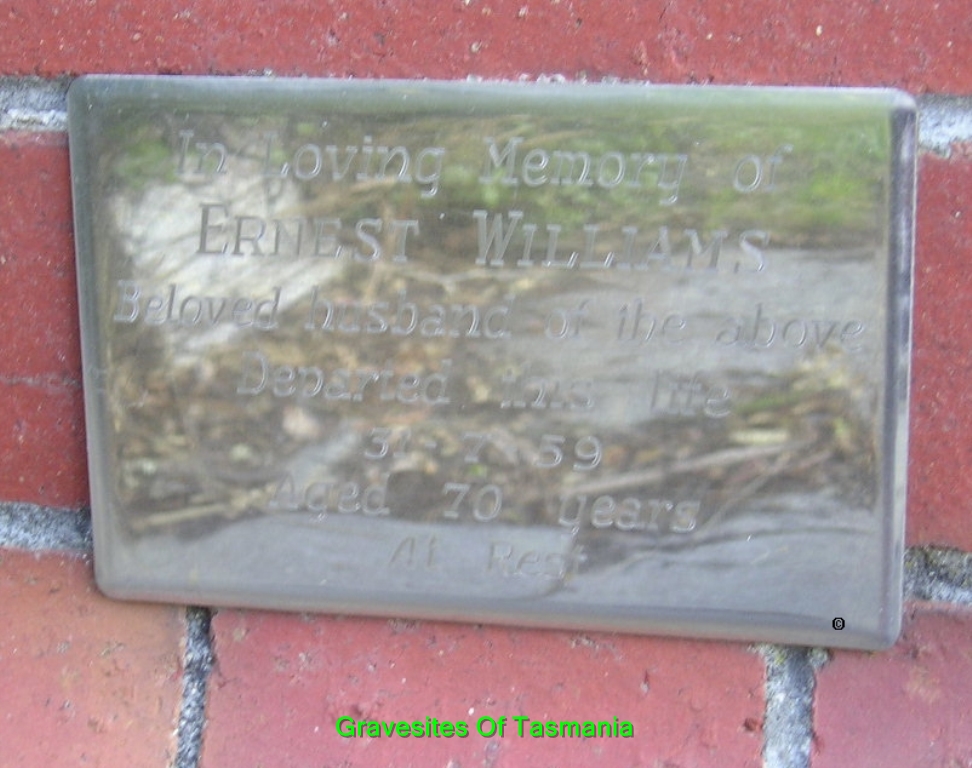 In Loving Memory of
ERNEST WILLIAMS
Beloved husband of the above
Departed this life
31-7-59
Aged 70 years
At Rest
©
Gravesites Of Tasmania